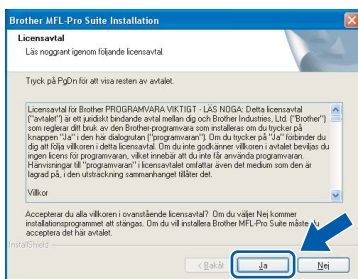 Brother MFL-Pro Suite Installation
Licensavtal
Läs noggrant igenom följande licensavtal.
Tryck på PgDn för att visa resten av avtalet.
Licensavtal för Brother PROGRAMVARA VIKTIGT - LÄS NOGA: Detta licensavtal
("avtalet") är ett juridiskt bindande avtal mellan dig och Brother Industries, Ltd. ("Brother")
som reglerar ditt bruk av den Brother-programvara som installeras om du trycker på
knappen "Ja" i den här dialogrutan ("programvaran"). Om du trycker på "Ja" förbinder du
dig att följa villkoren i detta licensavtal. Om du inte godkänner villkoren i avtalet beviljas du
ingen licens för programvaran, vilket innebär att du inte får använda programvaran.
Hänvisningar till "programvaran" i licensavtalet omfattar även det medium som den är
lagrad på, i den utsträckning sammanhanget tillåter det.
Villkor
Accepterar du alla villkoren i ovanstående licensavtal? Om du väljer Nej kommer
installationsprogrammet att stängas. Om du vill installera Brother MFL-Pro Suite måste du
acceptera det här avtalet.
InstallShield
< Bakåt
Ja
Nej